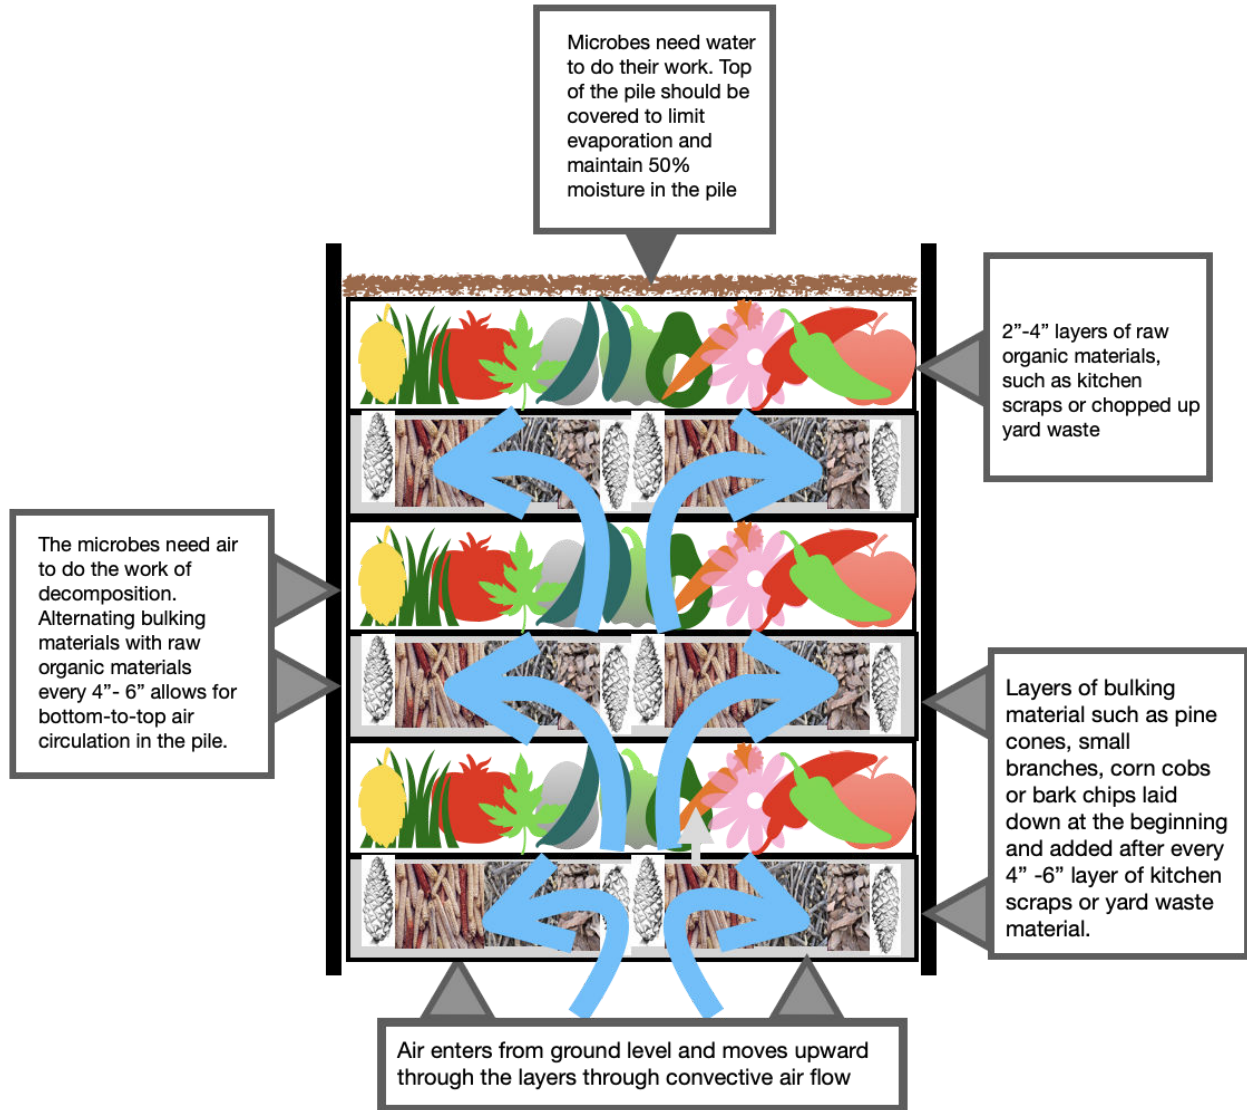 Microbes need water
to do their work. Top
of the pile should be
covered to limit
evaporation and
maintain 50%
moisture in the pile
2”-4” layers of raw
organic materials,
such as kitchen
scraps or chopped up
yard waste
The microbes need air
to do the work of
decomposition.
Alternating bulking
materials with raw
organic materials
every 4”- 6” allows for
bottom-to-top air
circulation in the pile.
Layers of bulking
material such as pine
cones, small
branches, corn cobs
or bark chips laid
down at the beginning
and added after every
4” -6” layer of kitchen
scraps or yard waste
material.
Air enters from ground level and moves upward
through the layers through convective air flow